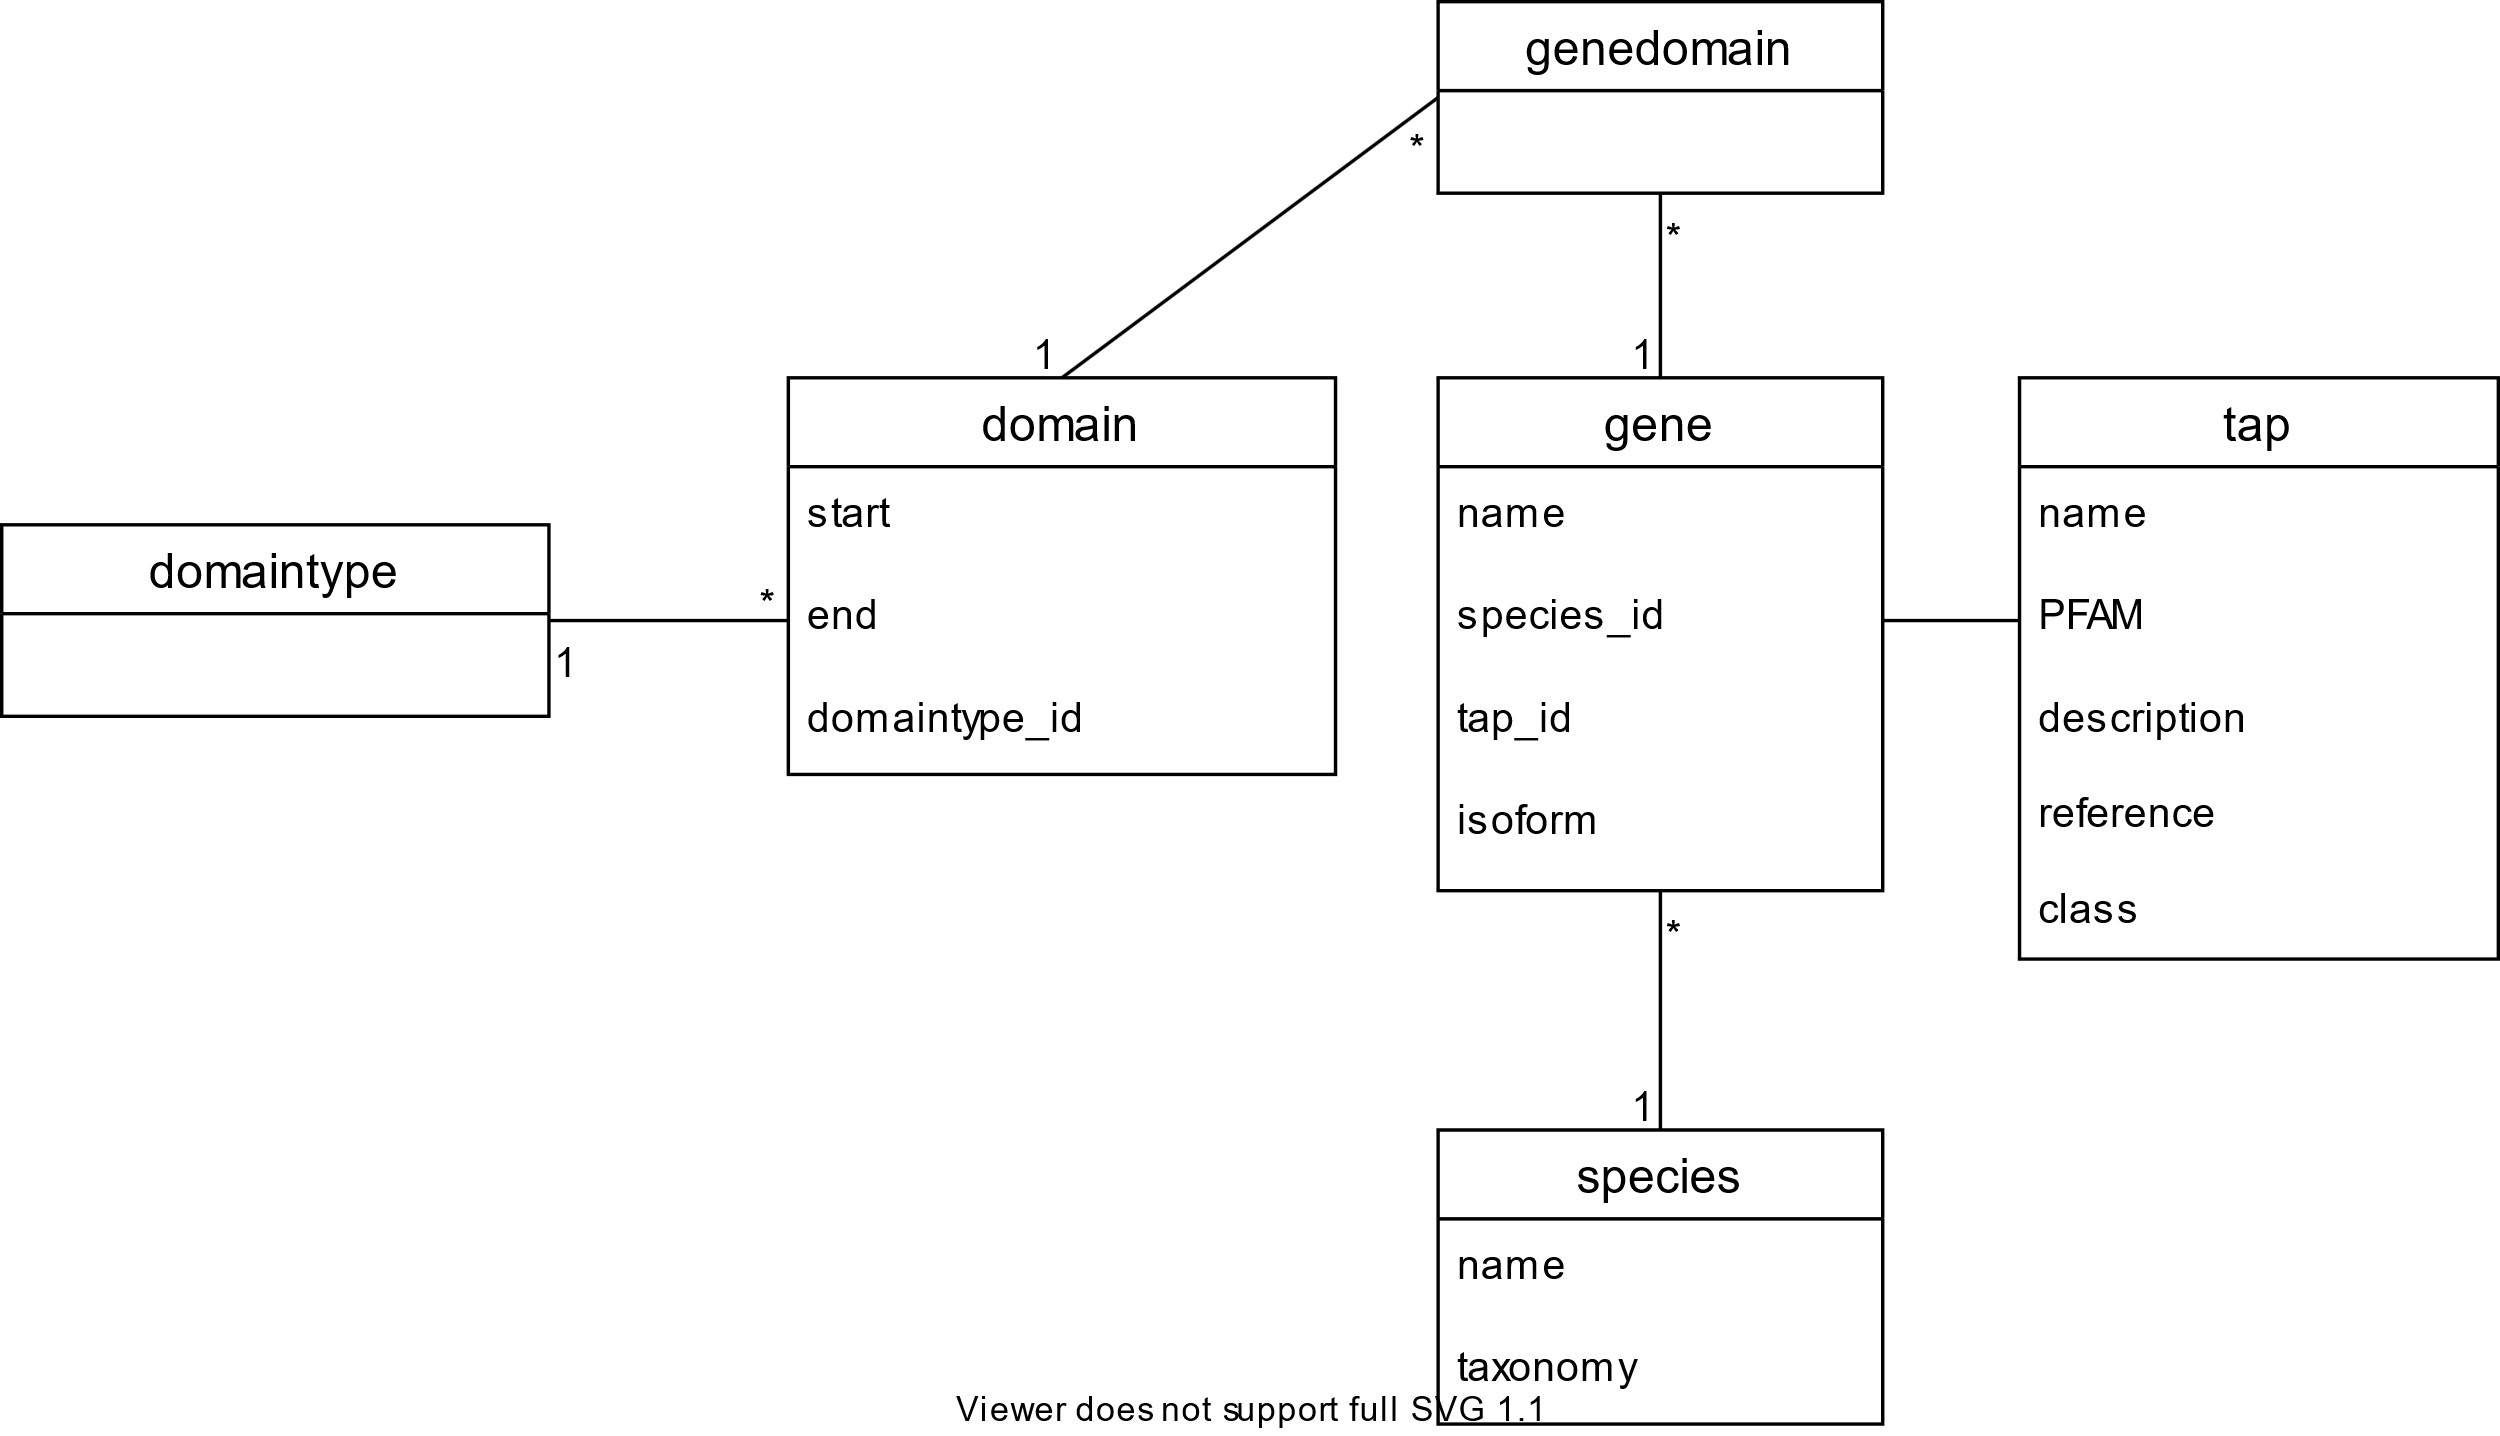 genedomain
*
*
1
1
domain
start
end
domaintype_id
gene
name
species_id
tap_id
isoform
tap
name
PFAM
description
reference
class
domaintype
*
1
*
1
species
name
taxonomy
Viewer does not support full SVG 1.1